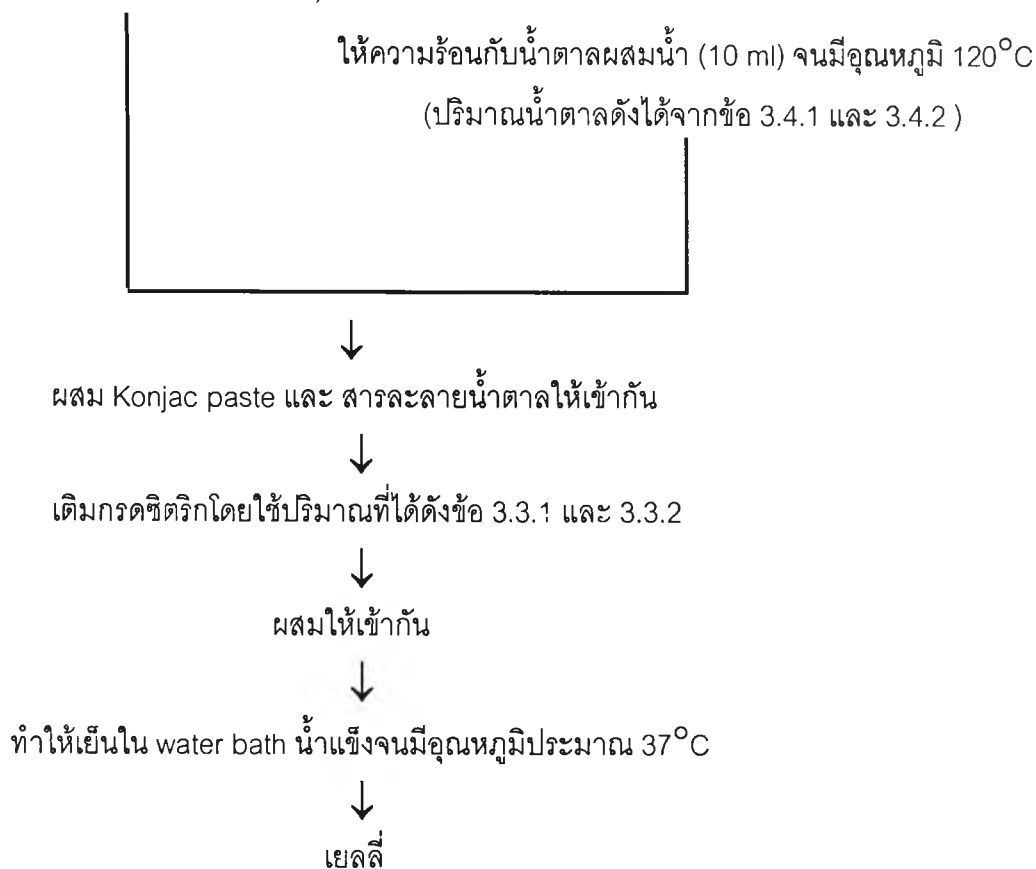 ให้ความร้อนกับน้ำตาลผสมน้ำ (10 ml) จนมีอุณหภูมิ 120°C
(ปริมาณน้ำตาลดังได้จากข้อ 3.4.1 และ 3.4.2 )
↓
ผสม Konjac paste และ สารละลายน้ำตาลให้เข้ากัน
↓
เติมกรดซิตริกโดยใช้ปริมาณที่ได้ดังข้อ 3.3.1 และ 3.3.2
↓
ผสมให้เข้ากัน
↓
ทำให้เย็นใน water bath น้ำแข็งจนมีอุณหภูมิประมาณ 37°C
↓
เยลลี่